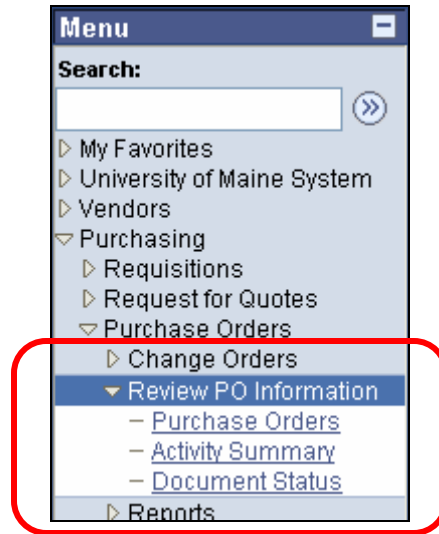 Menu
Search:
My Favorites
University of Maine System
Vendors
Purchasing
Requisitions
Request for Quotes
Purchase Orders
Change Orders
Review PO Information
Purchase Orders
Activity Summary
Document Status
Reports